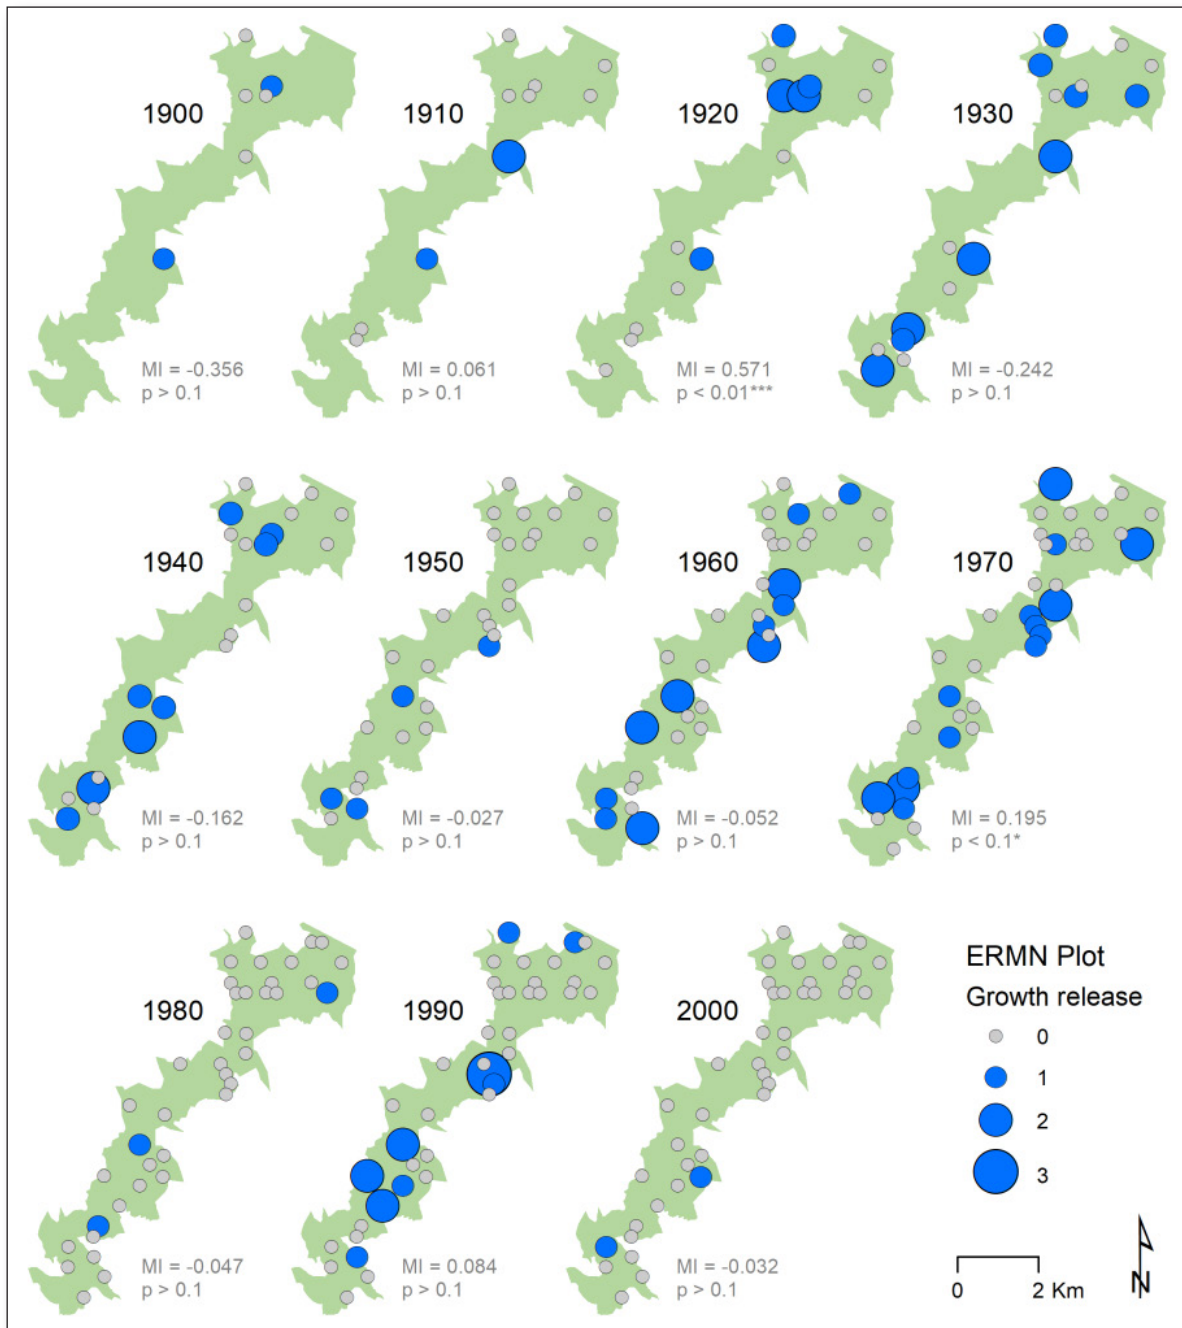 1900
MI = -0.356
p > 0.1
1910
MI = 0.061
p > 0.1
1920
MI = 0.571
p < 0.01***
1930
MI = -0.242
p > 0.1
1940
MI = -0.162
p > 0.1
1950
MI = -0.027
p > 0.1
1960
MI = -0.052
p > 0.1
1970
MI = 0.195
p < 0.1*
1980
MI = -0.047
p > 0.1
1990
MI = 0.084
p > 0.1
2000
MI = -0.032
p > 0.1
ERMN Plot
Growth release
0
1
2
3
0 2 Km
N